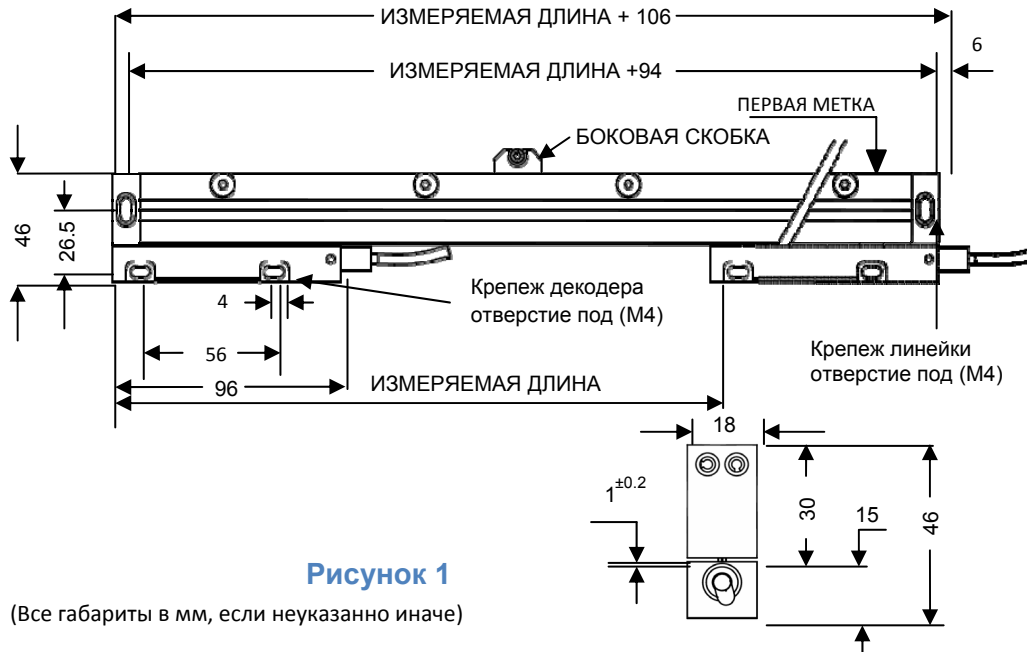 ИЗМЕРЯЕМАЯ ДЛИНА + 106
6
ИЗМЕРЯЕМАЯ ДЛИНА +94
ПЕРВАЯ МЕТКА
БОКОВАЯ СКОБКА
46
26.5
4
Крепеж декодера
отверстие под (М4)
56
96
ИЗМЕРЯЕМАЯ ДЛИНА
Крепеж линейки
отверстие под (М4)
18
1±0.2
30
15
46
Рисунок 1
(Все габариты в мм, если неуказанно иначе)